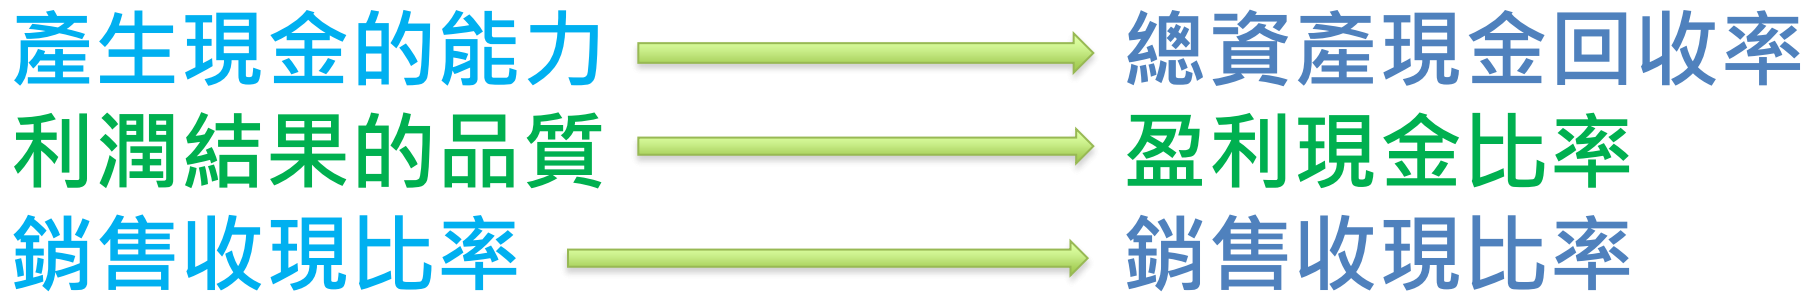 產生現金的能力 總資產現金回收率
利潤結果的品質 盈利現金比率
銷售收現比率 銷售收現比率